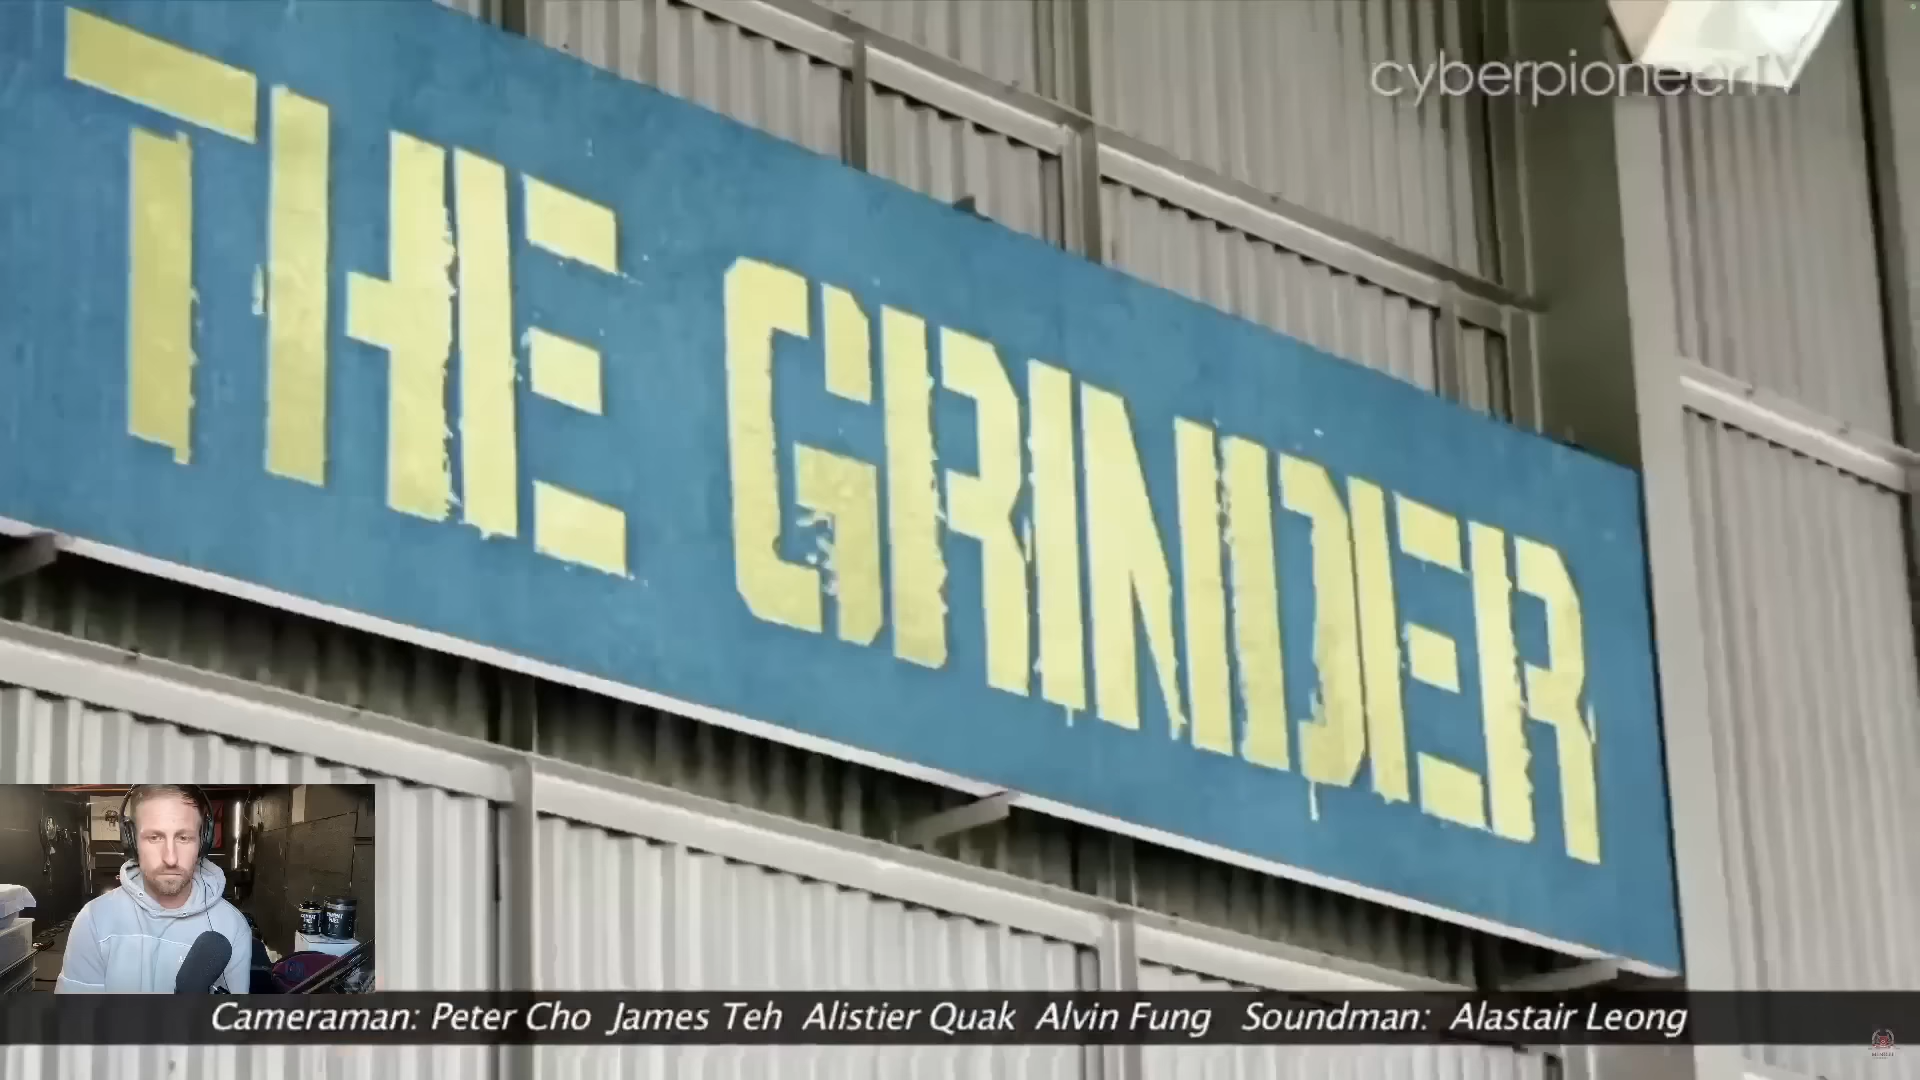 cyberpioneerTV
THE GRINDER
Cameraman: Peter Cho James Teh Alistier Quak Alvin Fung Soundman: Alastair Leong